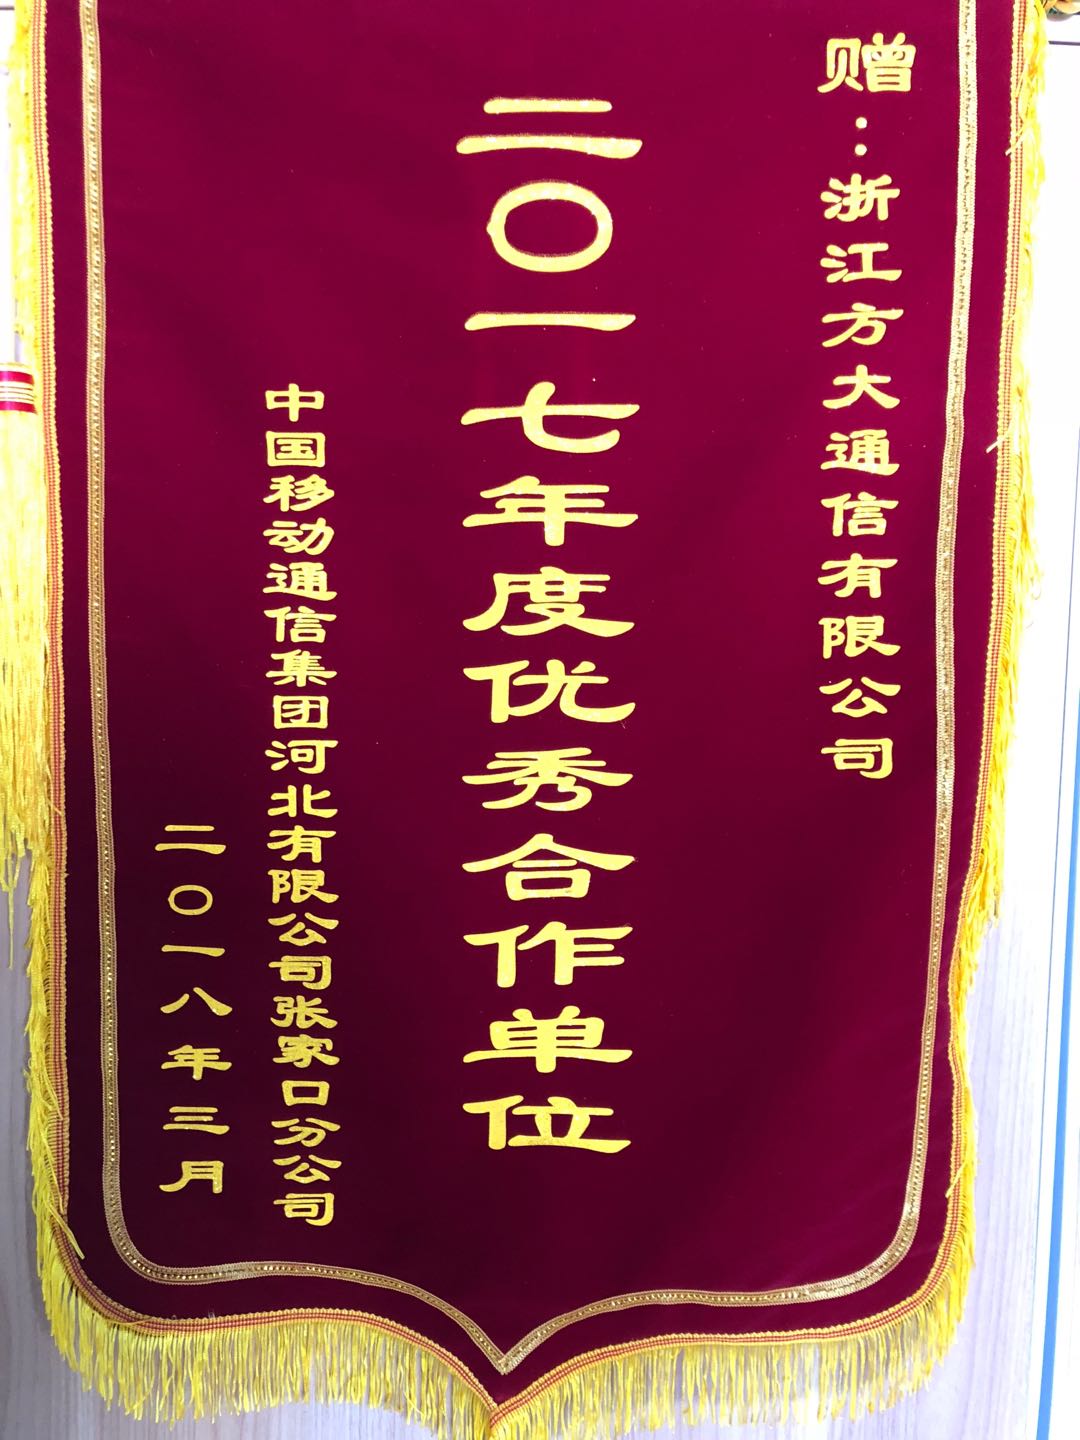 赠：浙江方大通信有限公司
二〇一七年度优秀合作单位
中国移动通信集团河北有限公司张家口分公司
二〇一八年三月